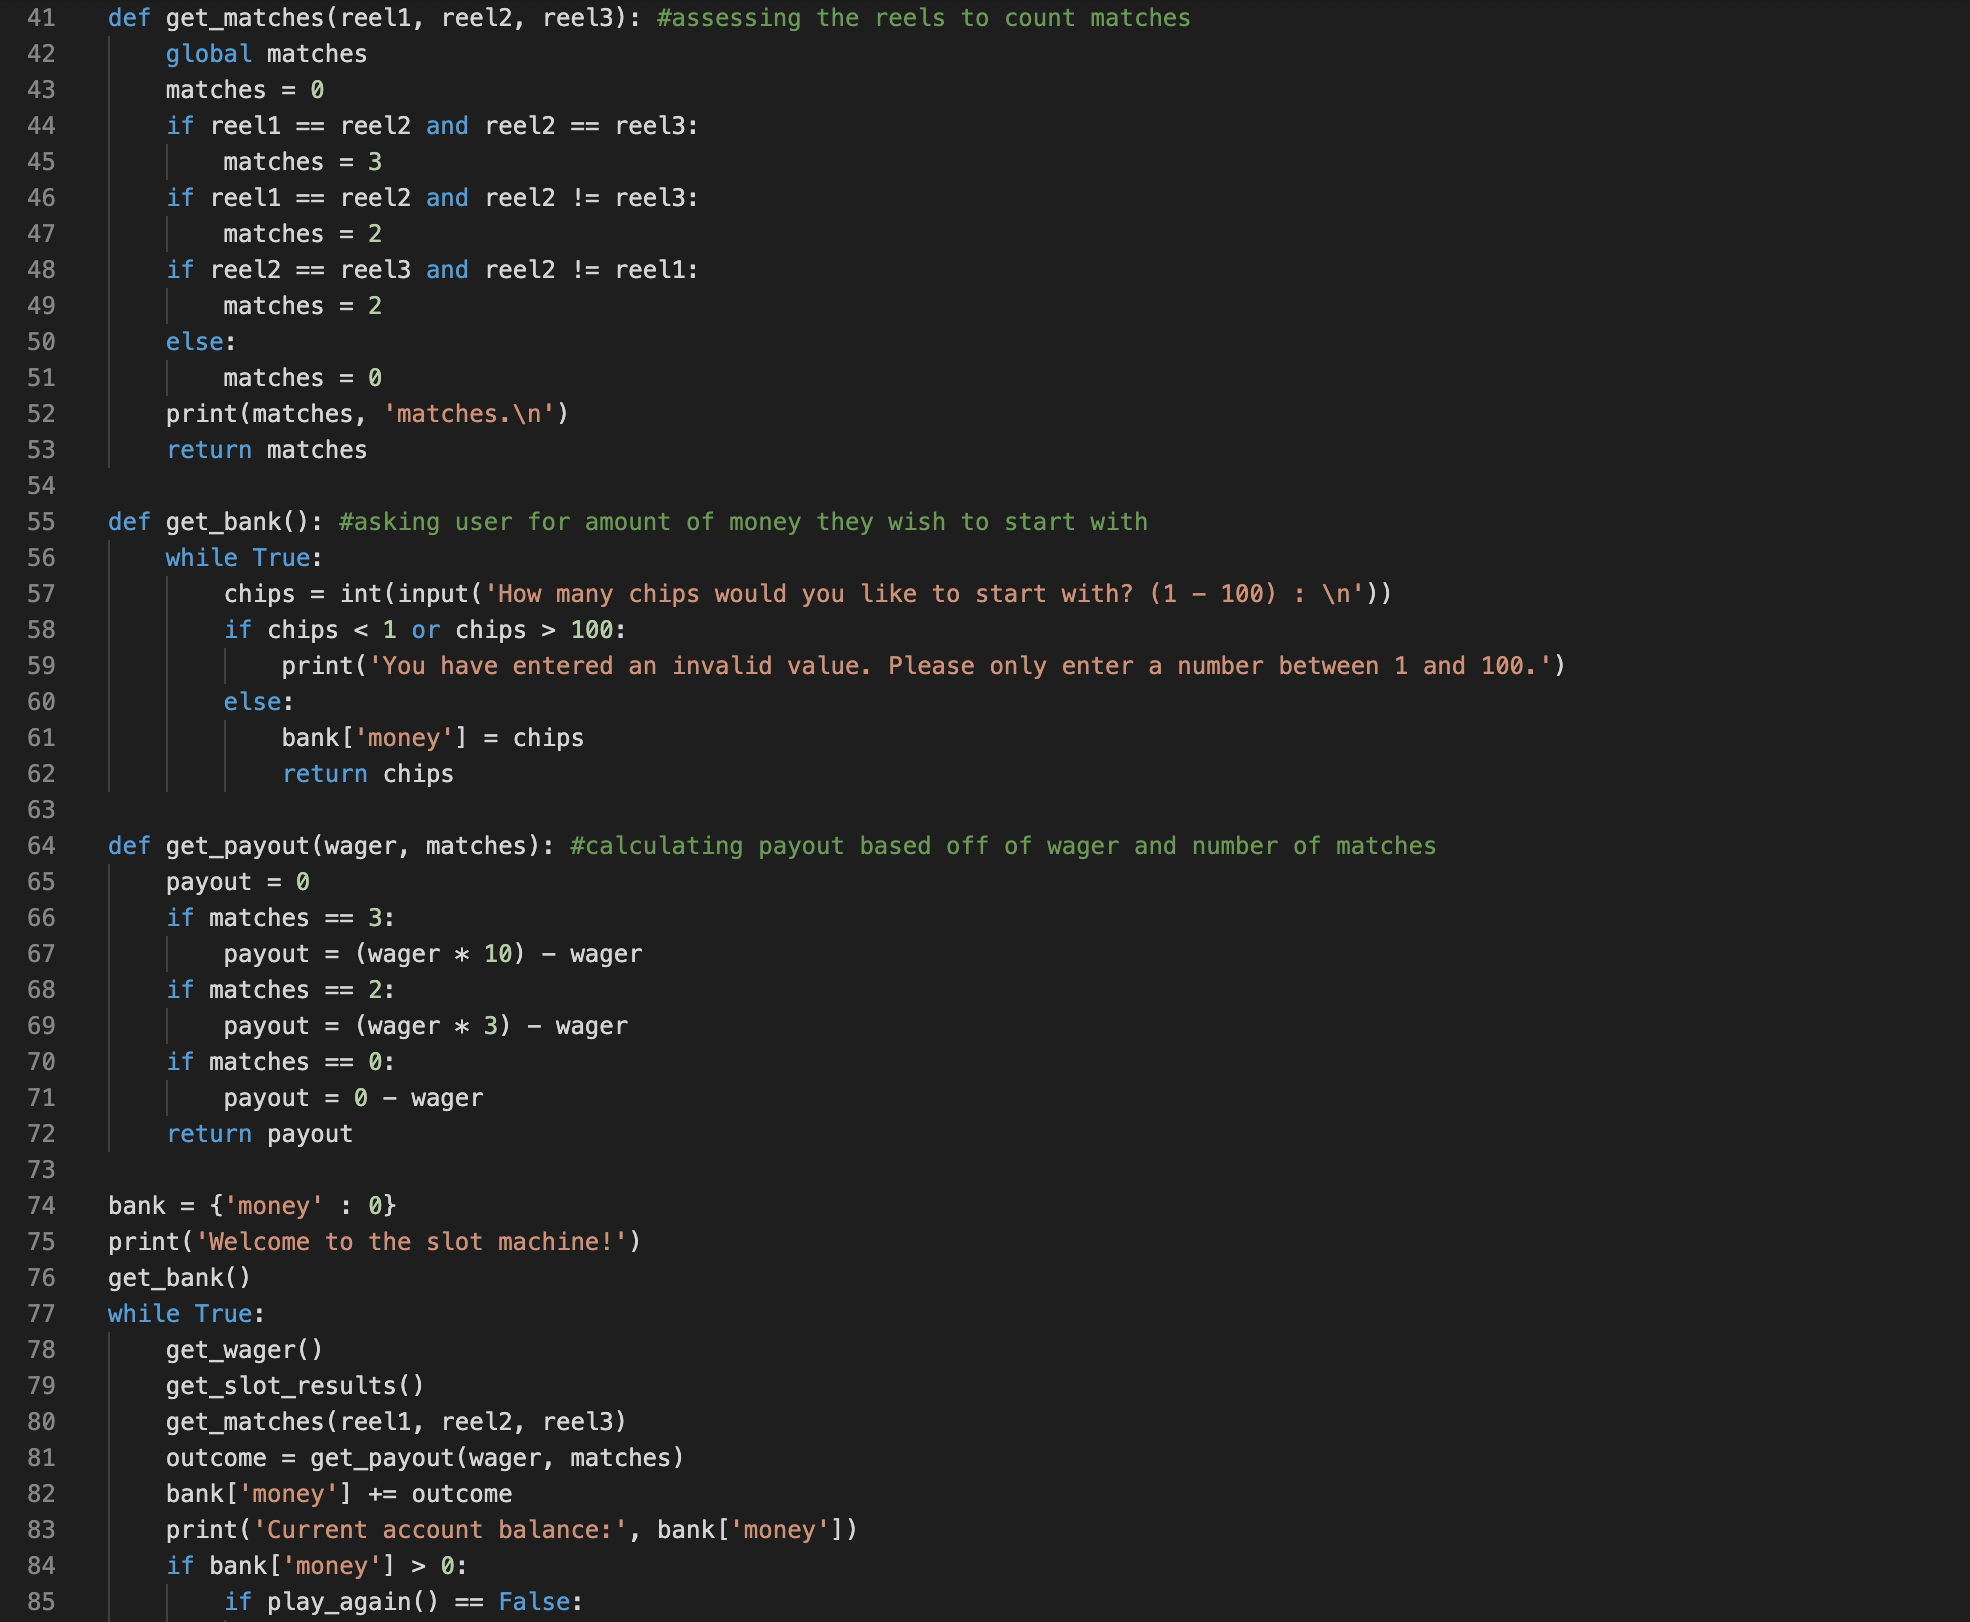 41 def get_matches(reel1, reel2, reel3): #assessing the reels to count matches
42     global matches
43     matches = 0
44     if reel1 == reel2 and reel2 == reel3:
45         matches = 3
46     if reel1 == reel2 and reel2 != reel3:
47         matches = 2
48     if reel2 == reel3 and reel2 != reel1:
49         matches = 2
50     else:
51         matches = 0
52     print(matches, 'matches.\n')
53     return matches
54
55 def get_bank(): #asking user for amount of money they wish to start with
56     while True:
57         chips = int(input('How many chips would you like to start with? (1 - 100) : \n'))
58         if chips < 1 or chips > 100:
59             print('You have entered an invalid value. Please only enter a number between 1 and 100.')
60         else:
61             bank['money'] = chips
62             return chips
63
64 def get_payout(wager, matches): #calculating payout based off of wager and number of matches
65     payout = 0
66     if matches == 3:
67         payout = (wager * 10) - wager
68     if matches == 2:
69         payout = (wager * 3) - wager
70     if matches == 0:
71         payout = 0 - wager
72     return payout
73
74 bank = {'money' : 0}
75 print('Welcome to the slot machine!')
76 get_bank()
77 while True:
78     get_wager()
79     get_slot_results()
80     get_matches(reel1, reel2, reel3)
81     outcome = get_payout(wager, matches)
82     bank['money'] += outcome
83     print('Current account balance:', bank['money'])
84     if bank['money'] > 0:
85         if play_again() == False: